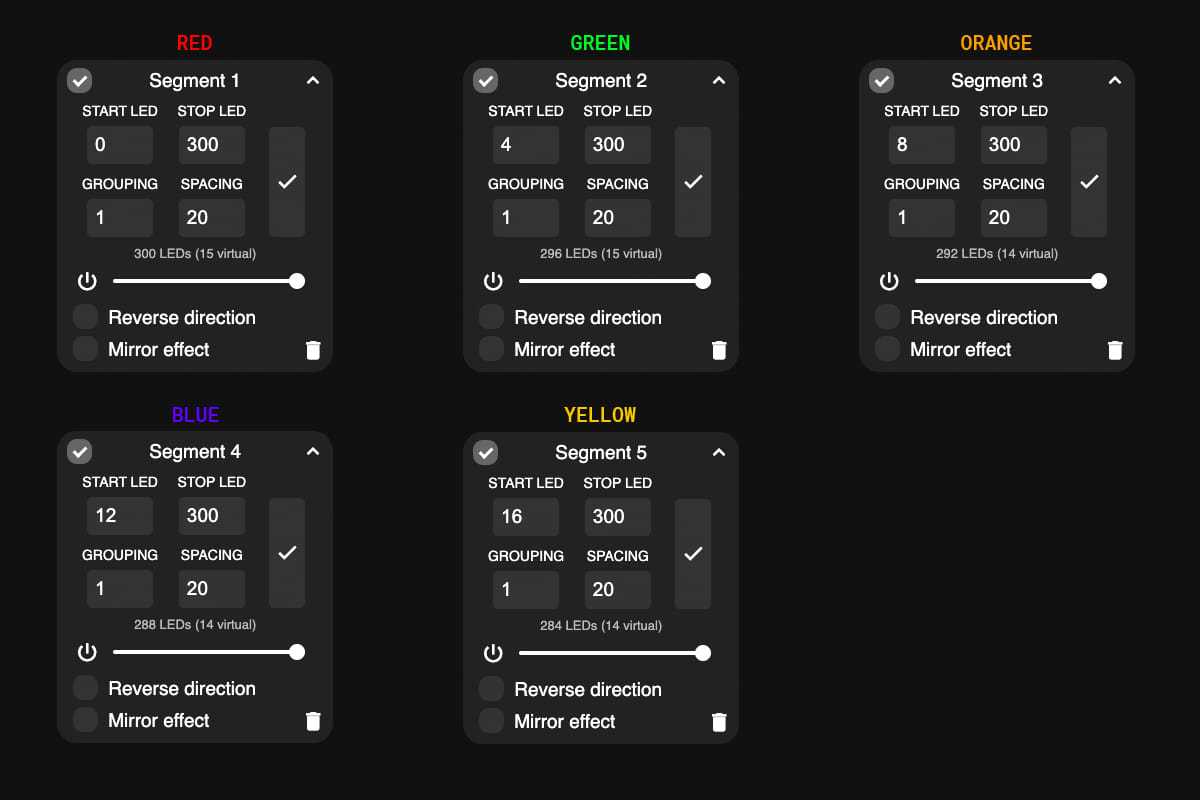 RED
Segment 1
START LED STOP LED
0 300
GROUPING SPACING
1 20
300 LEDs (15 virtual)
Reverse direction
Mirror effect
GREEN
Segment 2
START LED STOP LED
4 300
GROUPING SPACING
1 20
296 LEDs (15 virtual)
Reverse direction
Mirror effect
ORANGE
Segment 3
START LED STOP LED
8 300
GROUPING SPACING
1 20
292 LEDs (14 virtual)
Reverse direction
Mirror effect
BLUE
Segment 4
START LED STOP LED
12 300
GROUPING SPACING
1 20
288 LEDs (14 virtual)
Reverse direction
Mirror effect
YELLOW
Segment 5
START LED STOP LED
16 300
GROUPING SPACING
1 20
284 LEDs (14 virtual)
Reverse direction
Mirror effect